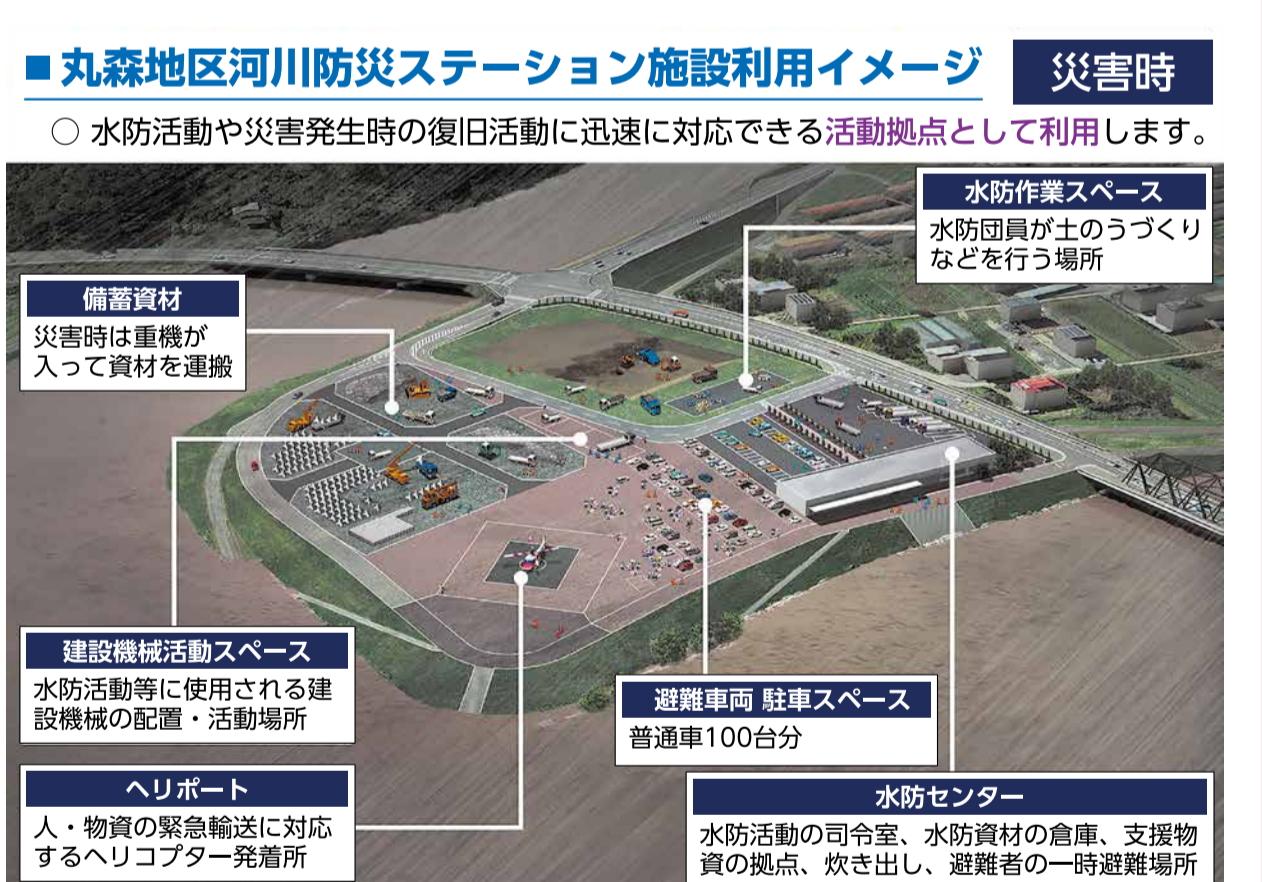 ■丸森地区河川防災ステーション施設利用イメージ 災害時
○ 水防活動や災害発生時の復旧活動に迅速に対応できる活動拠点として利用します。
水防作業スペース
水防団員が土のうづくり
などを行う場所
備蓄資材
災害時は重機が
入って資材を運搬
建設機械活動スペース
水防活動等に使用される建
設機械の配置・活動場所
避難車両 駐車スペース
普通車100台分
ヘリポート
人・物資の緊急輸送に対応
するヘリコプター発着所
水防センター
水防活動の司令室、水防資材の倉庫、支援物
資の拠点、炊き出し、避難者の一時避難場所